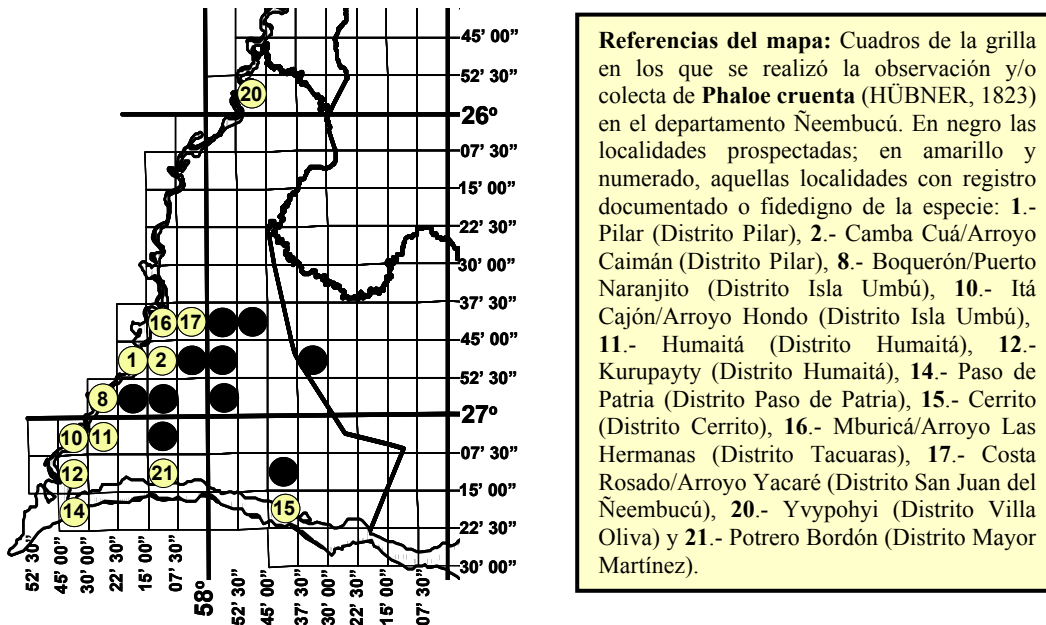 45' 00”
52' 30”
20
26º
07' 30”
15' 00”
22' 30”
30' 00”
37' 30”
16 17
45' 00”
1 2
52' 30”
8
27º
10 11
07' 30”
12 21
15' 00”
14 15
22' 30”
30' 00”
52' 30”
45' 00”
30' 00”
22' 30”
15' 00”
07' 30”
58º
52' 30”
45' 00”
37' 30”
30' 00”
22' 30”
15' 00”
07' 30”
Referencias del mapa: Cuadros de la grilla
en los que se realizó la observación y/o
colecta de Phaloe cruenta (HÜBNER, 1823)
en el departamento Ñeembucú. En negro las
localidades prospectadas; en amarillo y
numerado, aquellas localidades con registro
documentado o fidedigno de la especie: 1.-
Pilar (Distrito Pilar), 2.- Camba Cuá/Arroyo
Caimán (Distrito Pilar), 8.- Boquerón/Puerto
Naranjito (Distrito Isla Umbú), 10.- Itá
Cajón/Arroyo Hondo (Distrito Isla Umbú),
11.- Humaitá (Distrito Humaitá), 12.-
Kurupayty (Distrito Humaitá), 14.- Paso de
Patria (Distrito Paso de Patria), 15.- Cerrito
(Distrito Cerrito), 16.- Mburicá/Arroyo Las
Hermanas (Distrito Tacuaras), 17.- Costa
Rosado/Arroyo Yacaré (Distrito San Juan del
Ñeembucú), 20.- Yvypohyi (Distrito Villa
Oliva) y 21.- Potrero Bordón (Distrito Mayor
Martínez).